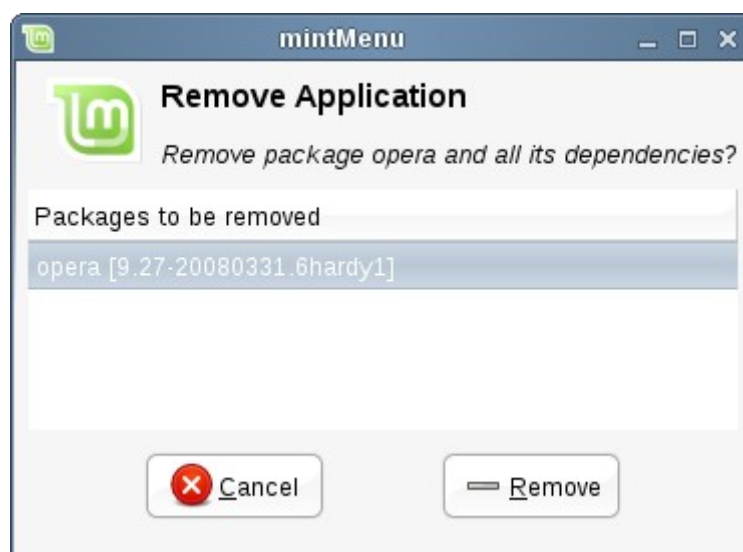 mintMenu
Remove Application
Remove package opera and all its dependencies?
Packages to be removed
opera [9.27-20080331.6hardy1]
Cancel
Remove